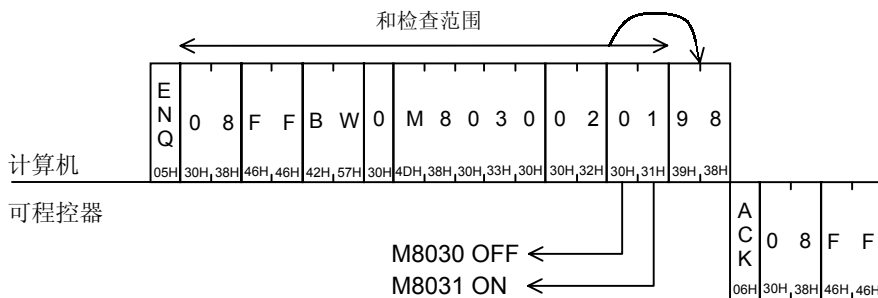 和检查范围
ENQ 0 8 F F B W 0 M 8 0 3 0 0 2 0 1 9 8
05H 30H 38H 46H 46H 42H 57H 30H 4DH 38H 30H 33H 30H 30H 32H 30H 31H 39H 38H
计算机
可程控器
ACK 0 8 F F
06H 30H 38H 46H 46H
M8030 OFF
M8031 ON